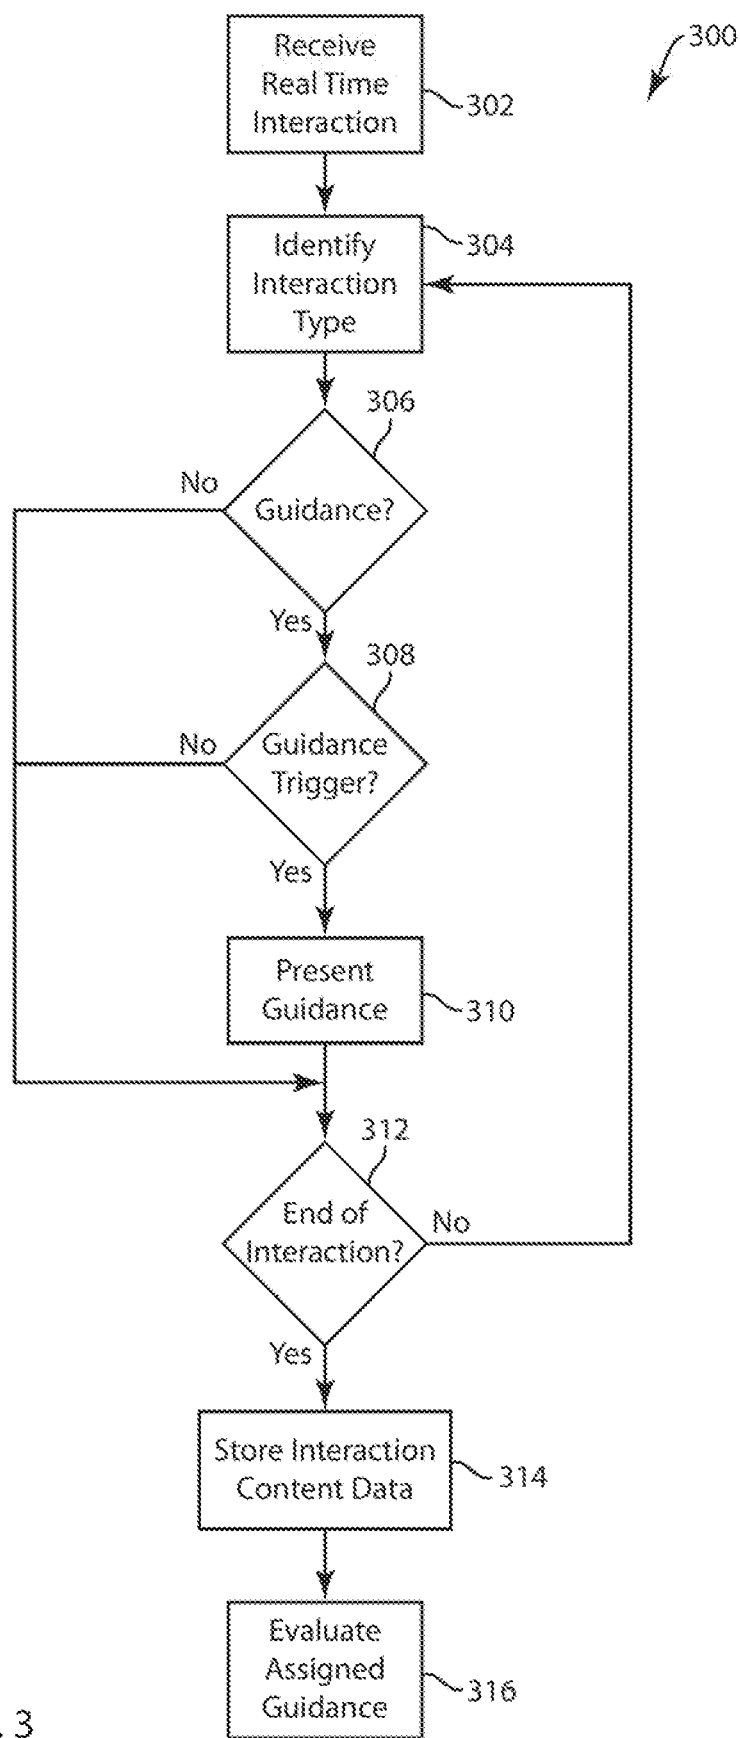 300
Receive
Real Time
Interaction
302
Identify
Interaction
Type
304
306
No
Guidance?
Yes
308
No
Guidance
Trigger?
Yes
Present
Guidance
310
312
End of
Interaction?
No
Yes
Store Interaction
Content Data
314
Evaluate
Assigned
Guidance
316
. 3